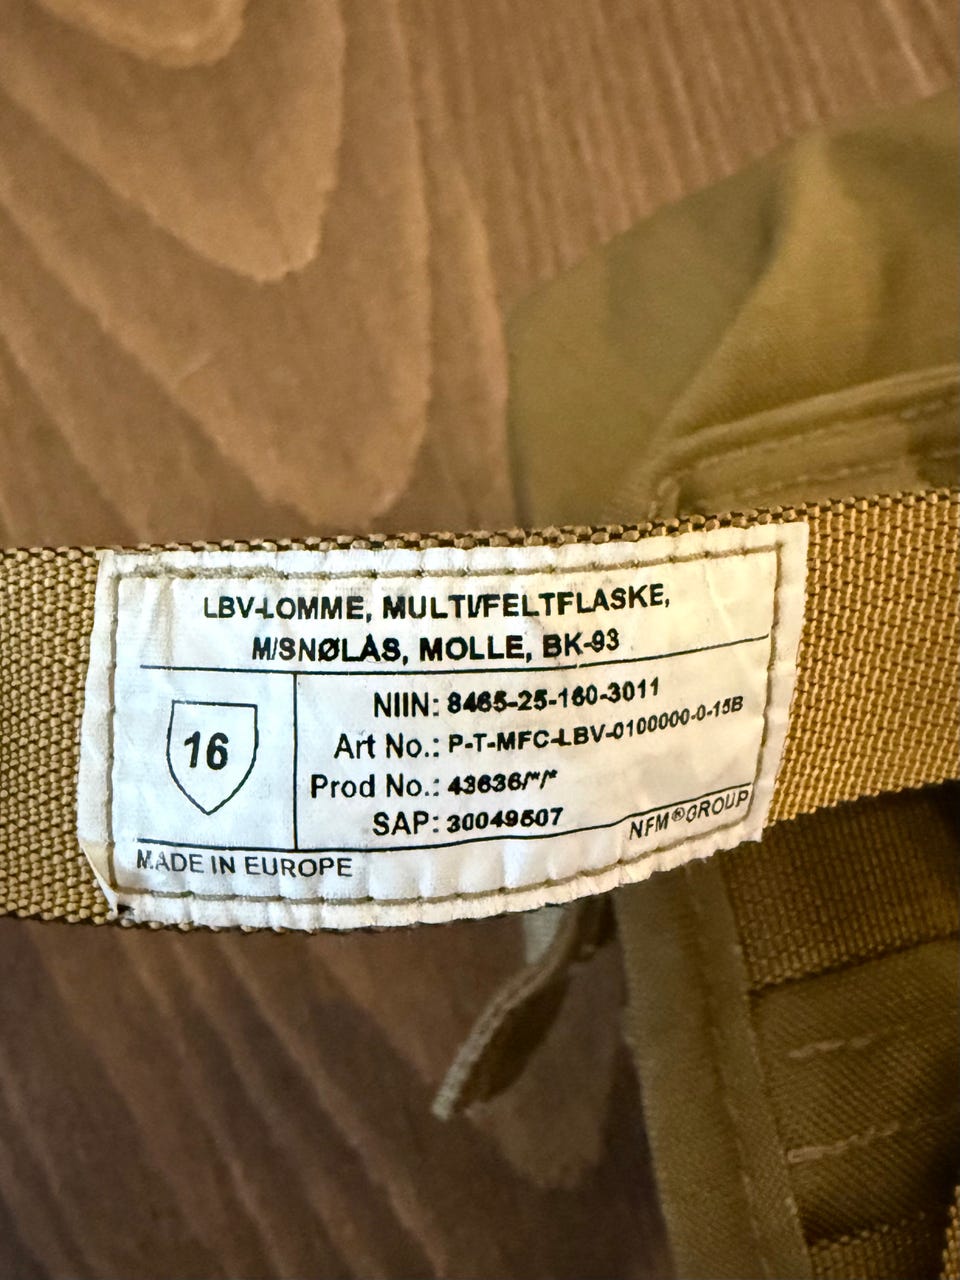 LBV-LOMME, MULTI/FELTFLASKE,
M/SNØLÅS, MOLLE, BK-93
16
NIIN: 8465-25-160-3011
Art No.: P-T-MFC-LBV-0100000-0-15B
Prod No.: 43636/*/*
SAP: 30049507
NFM®GROUP
MADE IN EUROPE